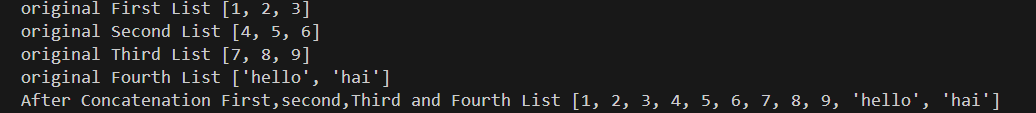 original First List [1, 2, 3]
original Second List [4, 5, 6]
original Third List [7, 8, 9]
original Fourth List ['hello', 'hai']
After Concatenation First,second,Third and Fourth List [1, 2, 3, 4, 5, 6, 7, 8, 9, 'hello', 'hai']